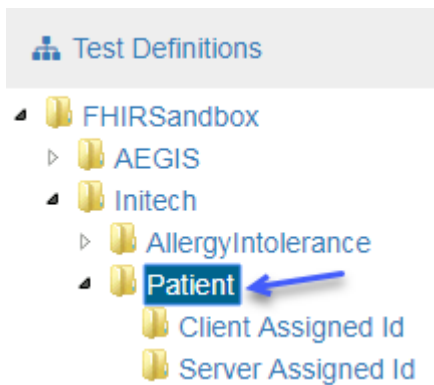 Test Definitions
FHIRSandbox
AEGIS
Initech
AllergyIntolerance
Patient
Client Assigned Id
Server Assigned Id